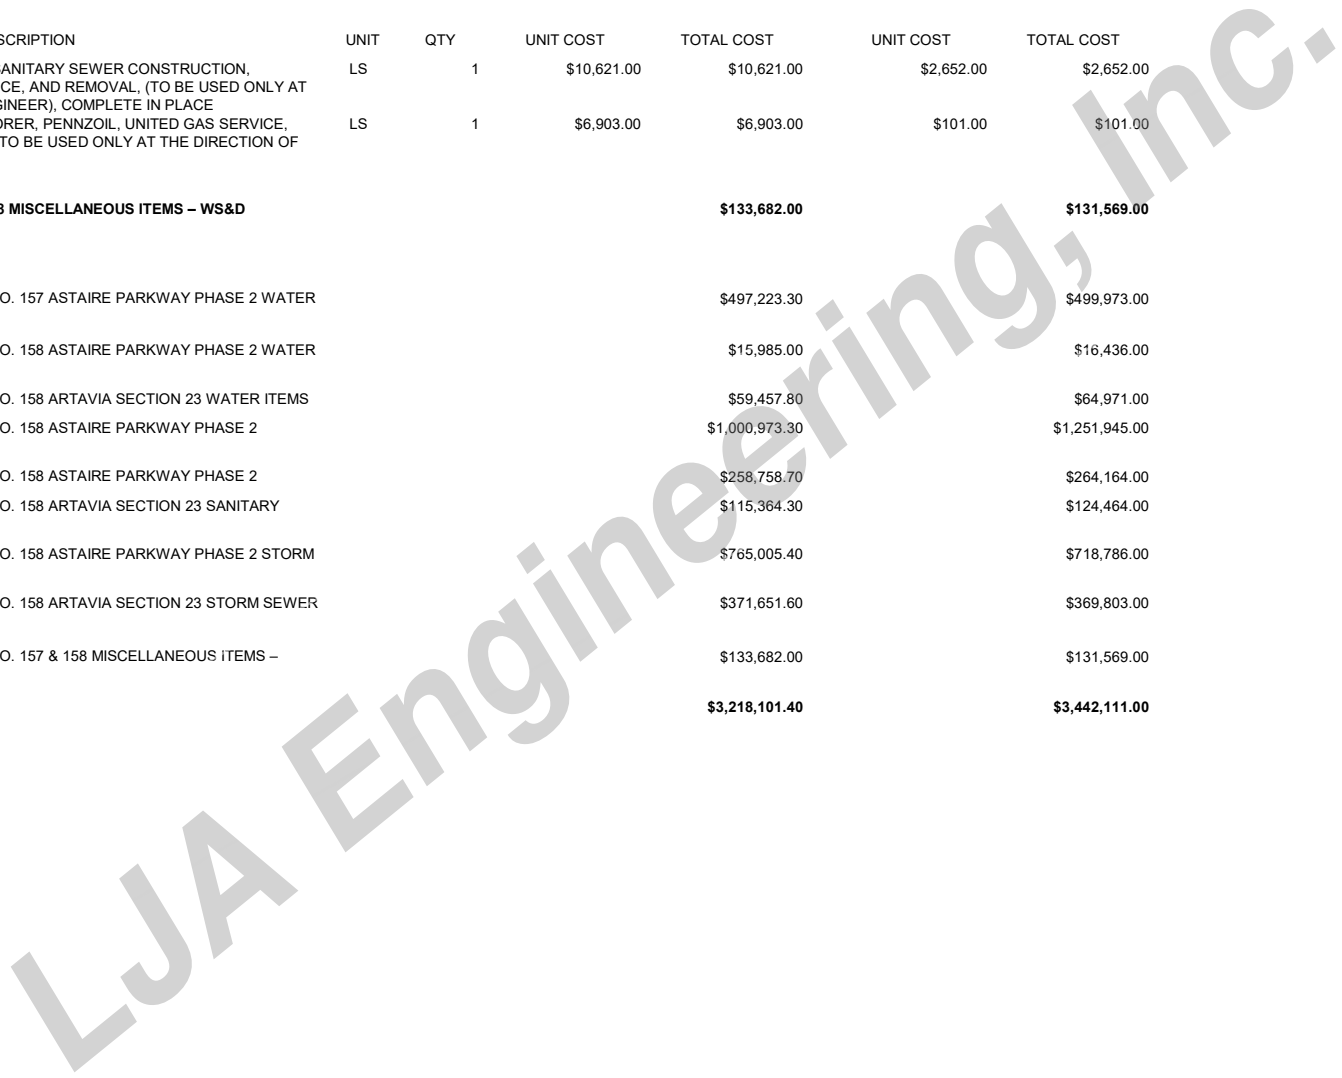 SCRIPTION UNIT QTY UNIT COST TOTAL COST UNIT COST TOTAL COST
ANITARY SEWER CONSTRUCTION, LS 1 $10,621.00 $10,621.00 $2,652.00 $2,652.00
CE, AND REMOVAL, (TO BE USED ONLY AT
GINEER), COMPLETE IN PLACE
ORER, PENNZOIL, UNITED GAS SERVICE, LS 1 $6,903.00 $6,903.00 $101.00 $101.00
TO BE USED ONLY AT THE DIRECTION OF
8 MISCELLANEOUS ITEMS – WS&D $133,682.00 $131,569.00
O. 157 ASTAIRE PARKWAY PHASE 2 WATER $497,223.30 $499,973.00
O. 158 ASTAIRE PARKWAY PHASE 2 WATER $15,985.00 $16,436.00
O. 158 ARTAVIA SECTION 23 WATER ITEMS $59,457.80 $64,971.00
O. 158 ASTAIRE PARKWAY PHASE 2 $1,000,973.30 $1,251,945.00
O. 158 ASTAIRE PARKWAY PHASE 2 $258,758.70 $264,164.00
O. 158 ARTAVIA SECTION 23 SANITARY $115,364.30 $124,464.00
O. 158 ASTAIRE PARKWAY PHASE 2 STORM $765,005.40 $718,786.00
O. 158 ARTAVIA SECTION 23 STORM SEWER $371,651.60 $369,803.00
O. 157 & 158 MISCELLANEOUS ITEMS – $133,682.00 $131,569.00
$3,218,101.40 $3,442,111.00
LJA Engineering, Inc.